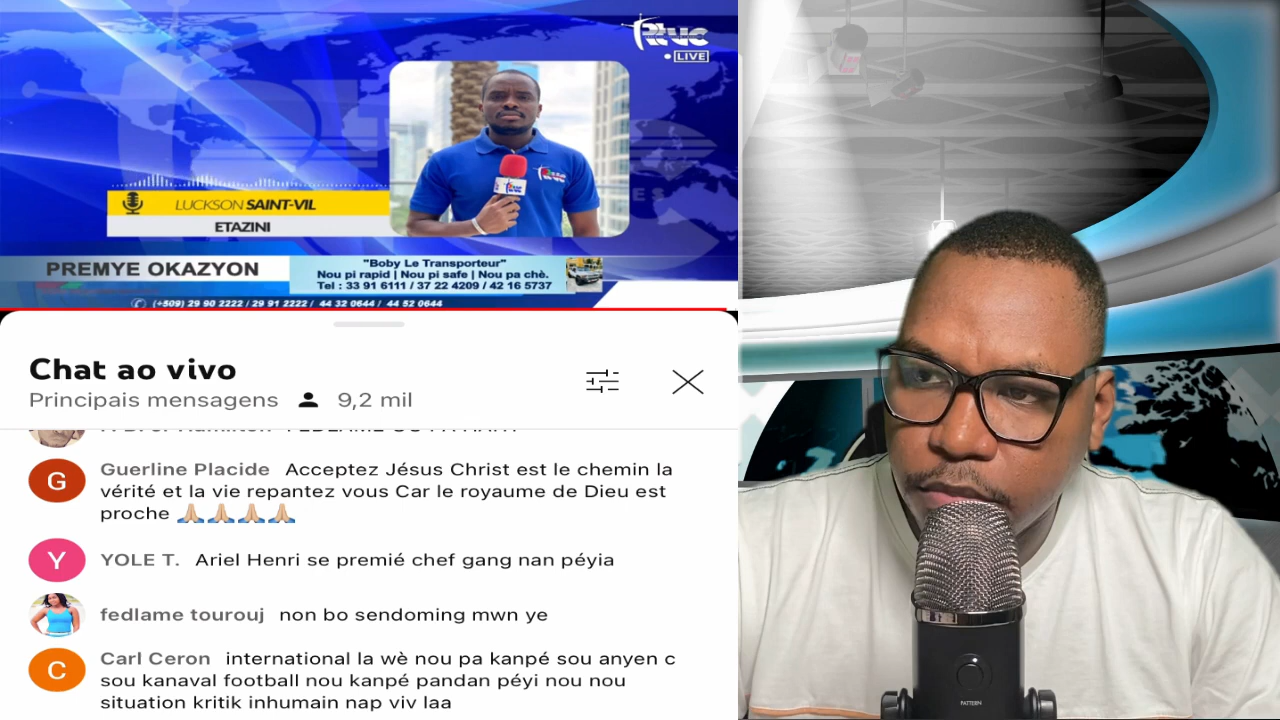 RTVC
LIVE
LUCKSON SAINT-VIL
ETAZINI
PREMYE OKAZYON
"Boby Le Transporteur"
Nou pi rapid | Nou pi safe | Nou pa chè.
Tel : 33 91 6111 / 37 22 4209 / 42 16 5737
(+509) 29 90 2222 / 29 91 2222 / 44 32 0644 / 44 52 0644
Chat ao vivo
Principais mensagens 9,2 mil
G
Guerline Placide Acceptez Jésus Christ est le chemin la
vérité et la vie repantez vous Car le royaume de Dieu est
proche 🙏🏼🙏🏼🙏🏼🙏🏼
Y
YOLE T. Ariel Henri se premié chef gang nan péyia
fedlame tourouj non bo sendoming mwn ye
C
Carl Ceron international la wè nou pa kanpé sou anyen c
sou kanaval football nou kanpé pandan péyi nou nou
situation kritik inhumain nap viv laa
PATTERN